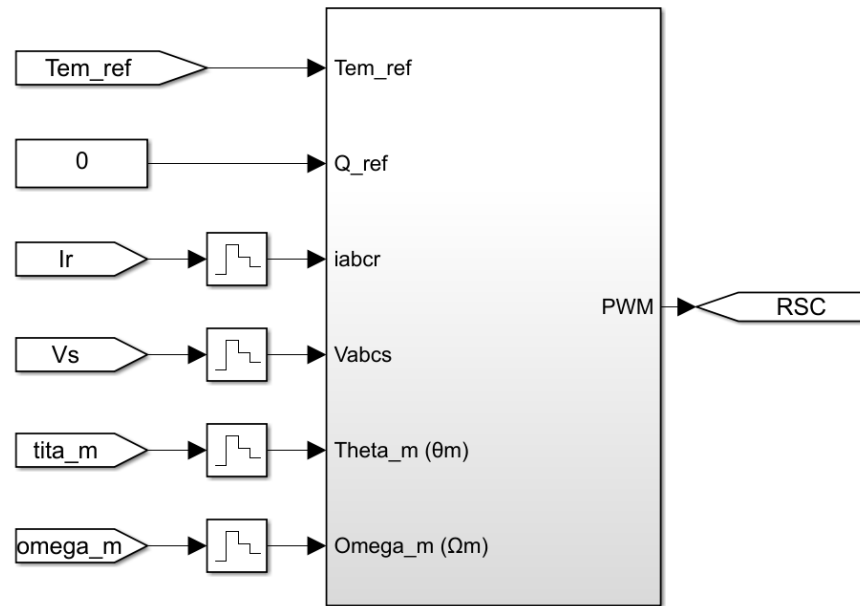 Tem_ref
Tem_ref
0
Q_ref
Ir
iabcr
PWM
RSC
Vs
Vabcs
tita_m
Theta_m (θm)
omega_m
Omega_m (Ωm)